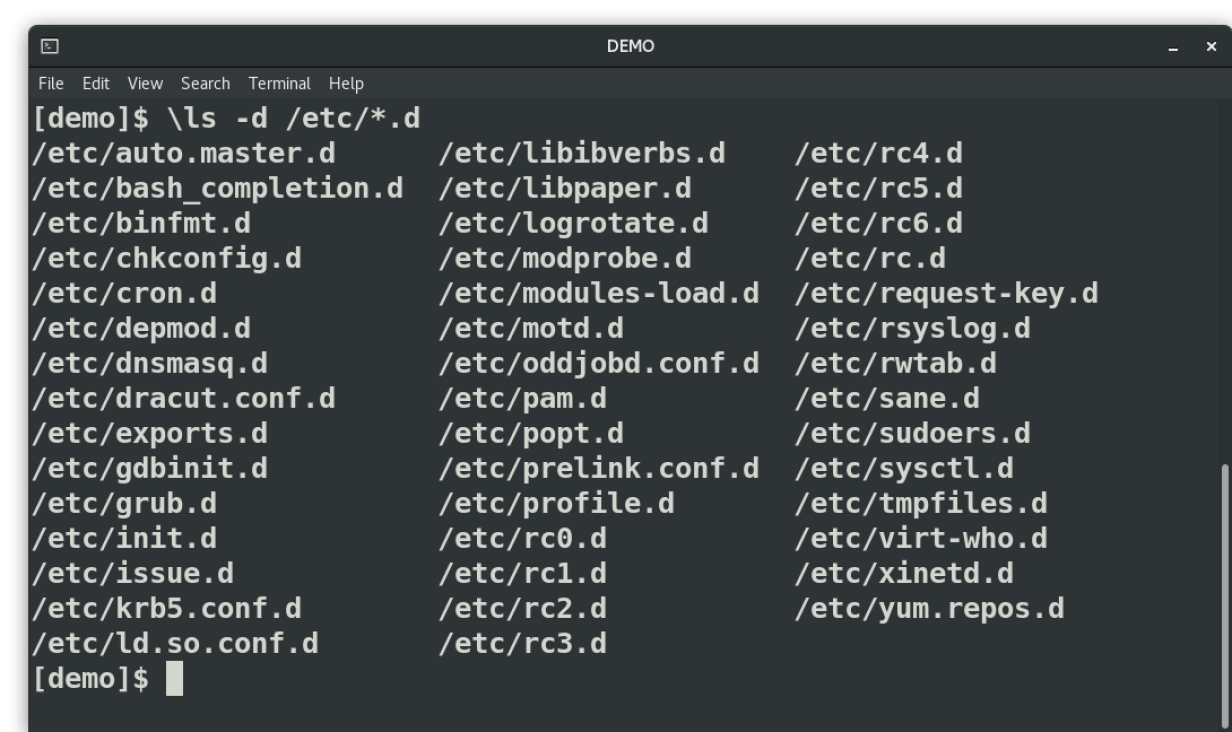 DEMO
File Edit View Search Terminal Help
[demo]$ \ls -d /etc/*.d
/etc/auto.master.d /etc/libibverbs.d /etc/rc4.d
/etc/bash_completion.d /etc/libpaper.d /etc/rc5.d
/etc/binfmt.d /etc/logrotate.d /etc/rc6.d
/etc/chkconfig.d /etc/modprobe.d /etc/rc.d
/etc/cron.d /etc/modules-load.d /etc/request-key.d
/etc/depmod.d /etc/motd.d /etc/rsyslog.d
/etc/dnsmasq.d /etc/oddjobd.conf.d /etc/rwtab.d
/etc/dracut.conf.d /etc/pam.d /etc/sane.d
/etc/exports.d /etc/popt.d /etc/sudoers.d
/etc/gdbinit.d /etc/prelink.conf.d /etc/sysctl.d
/etc/grub.d /etc/profile.d /etc/tmpfiles.d
/etc/init.d /etc/rc0.d /etc/virt-who.d
/etc/issue.d /etc/rc1.d /etc/xinetd.d
/etc/krb5.conf.d /etc/rc2.d /etc/yum.repos.d
/etc/ld.so.conf.d /etc/rc3.d
[demo]$